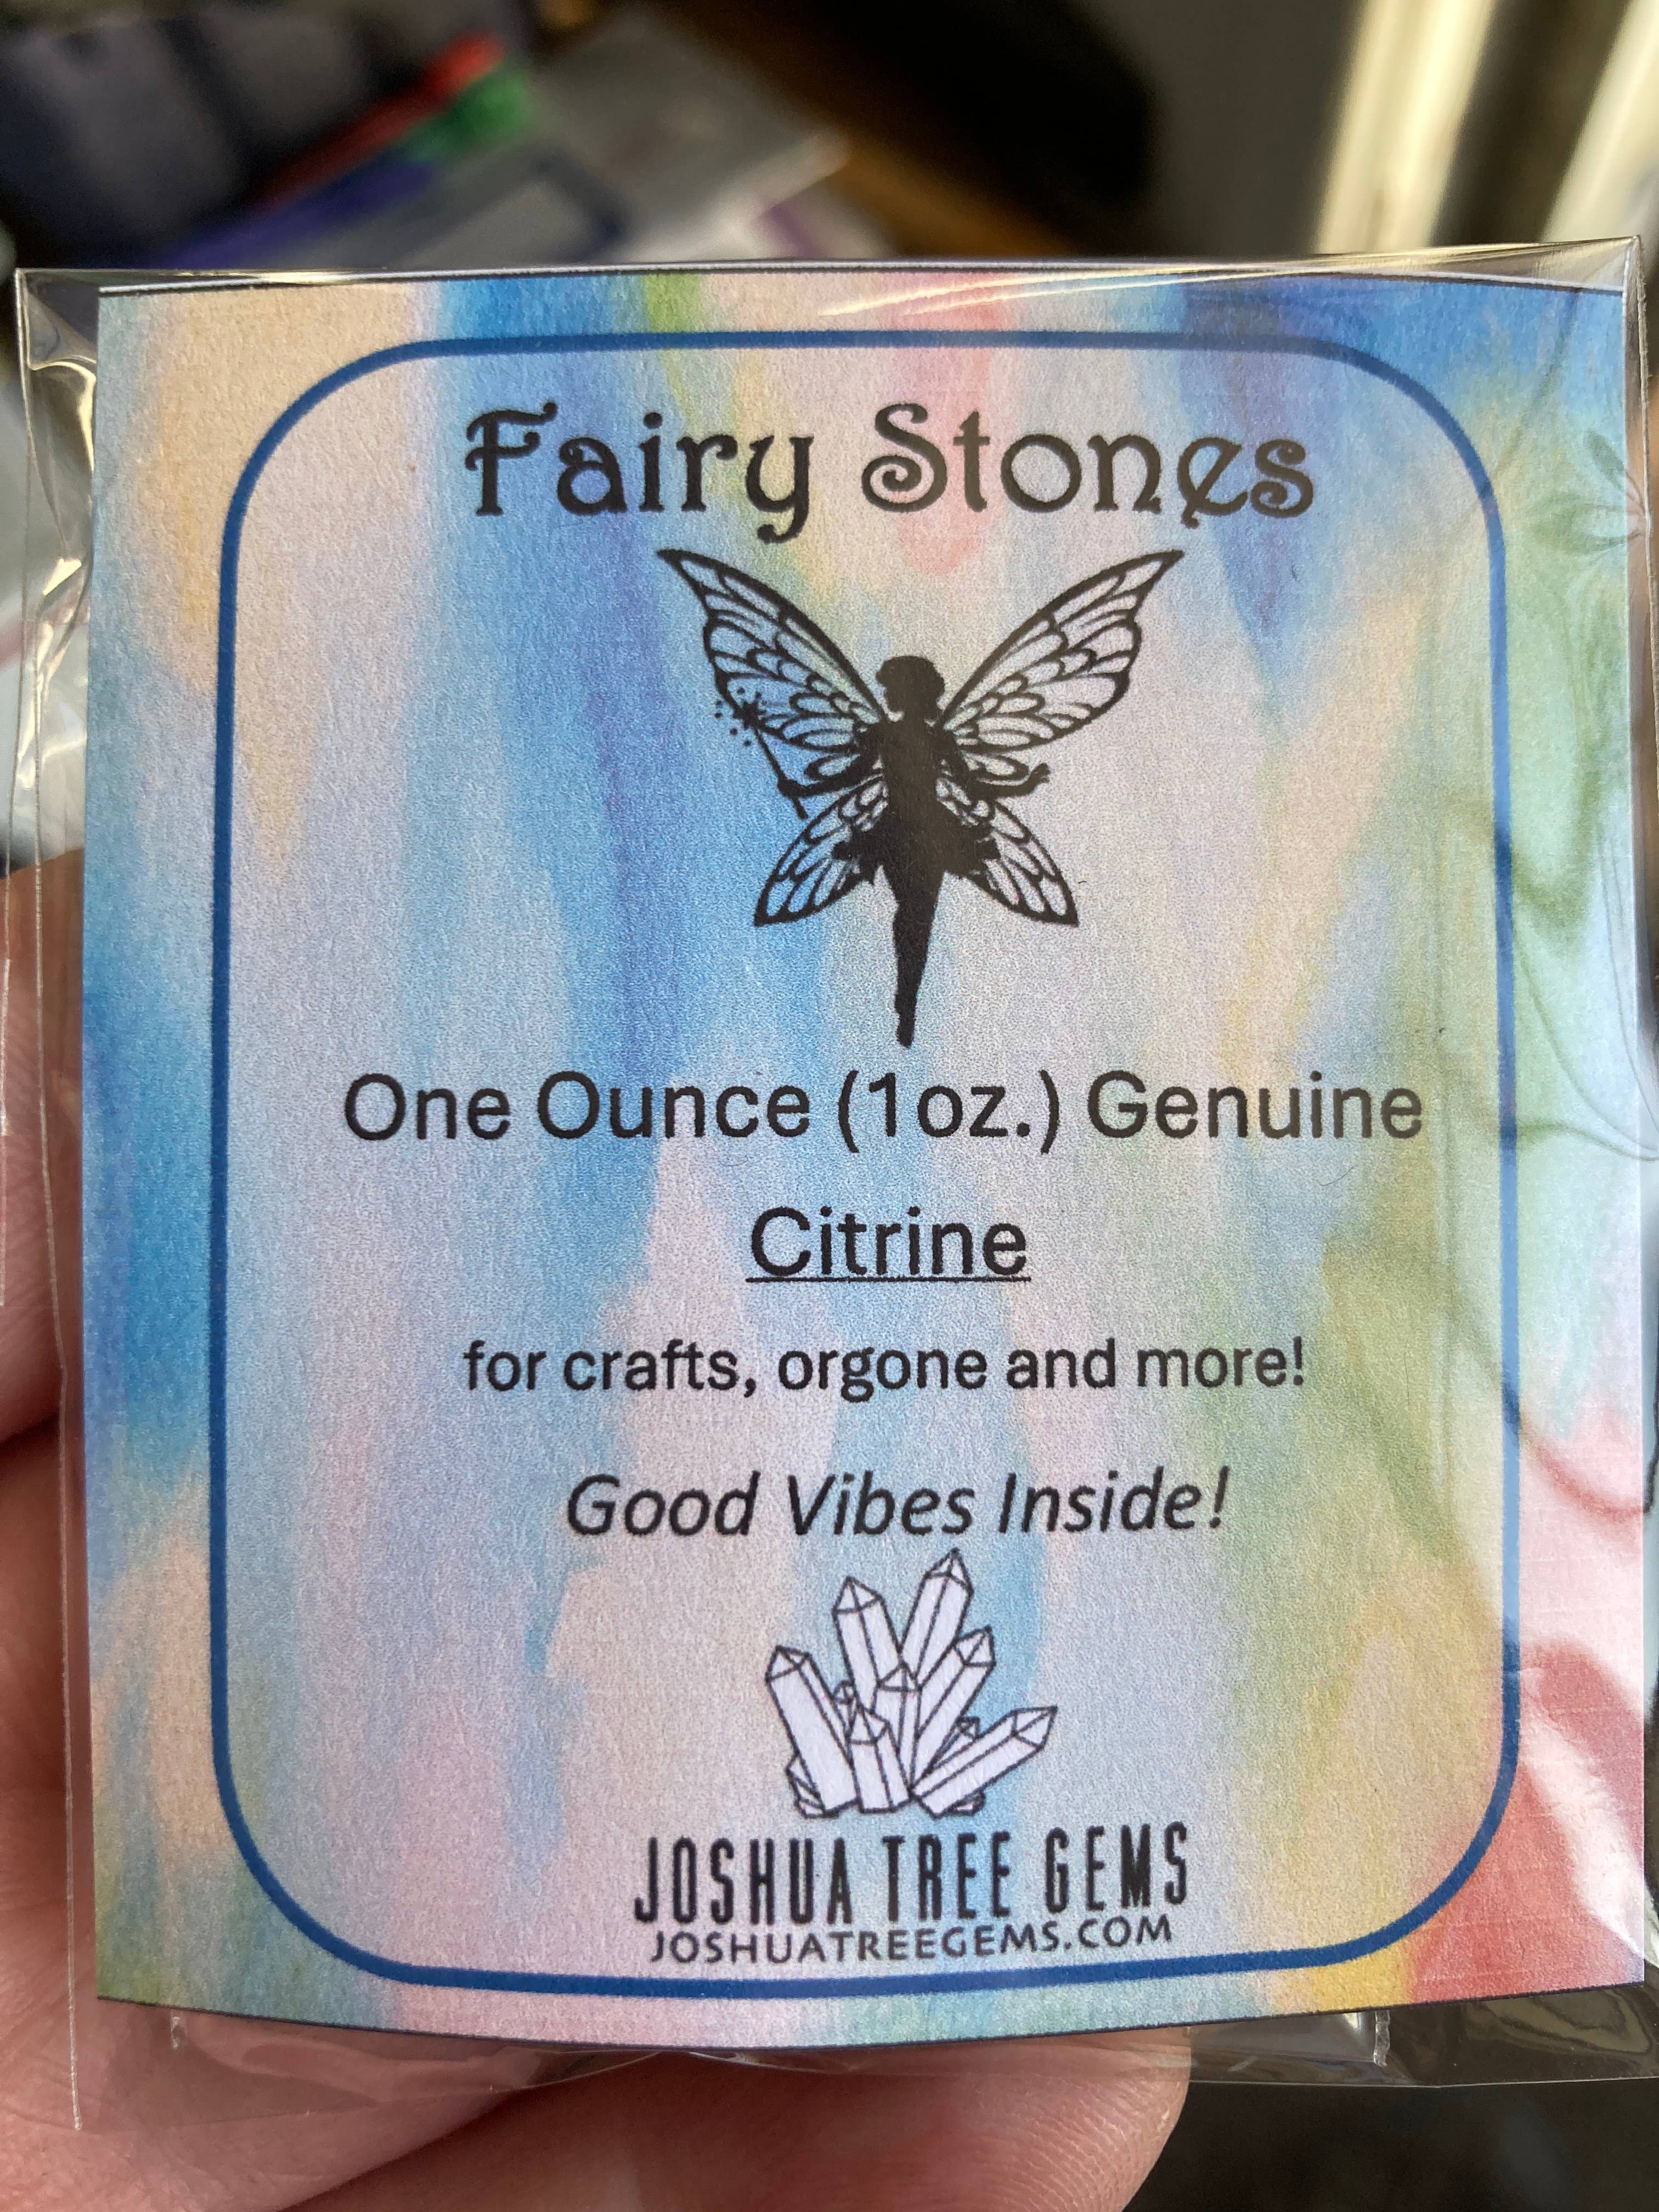 Fairy Stones
One Ounce (1oz.) Genuine
Citrine
for crafts, orgone and more!
Good Vibes Inside!
JOSHUA TREE GEMS
JOSHUATREEGEMS.COM